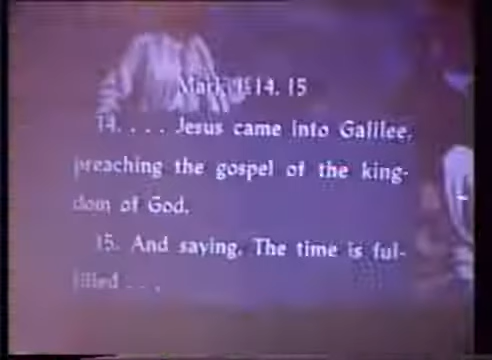 Mark 1:14, 15
14. . . . Jesus came into Galilee,
preaching the gospel of the king-
dom of God.
15. And saying, The time is ful-
filled . . .